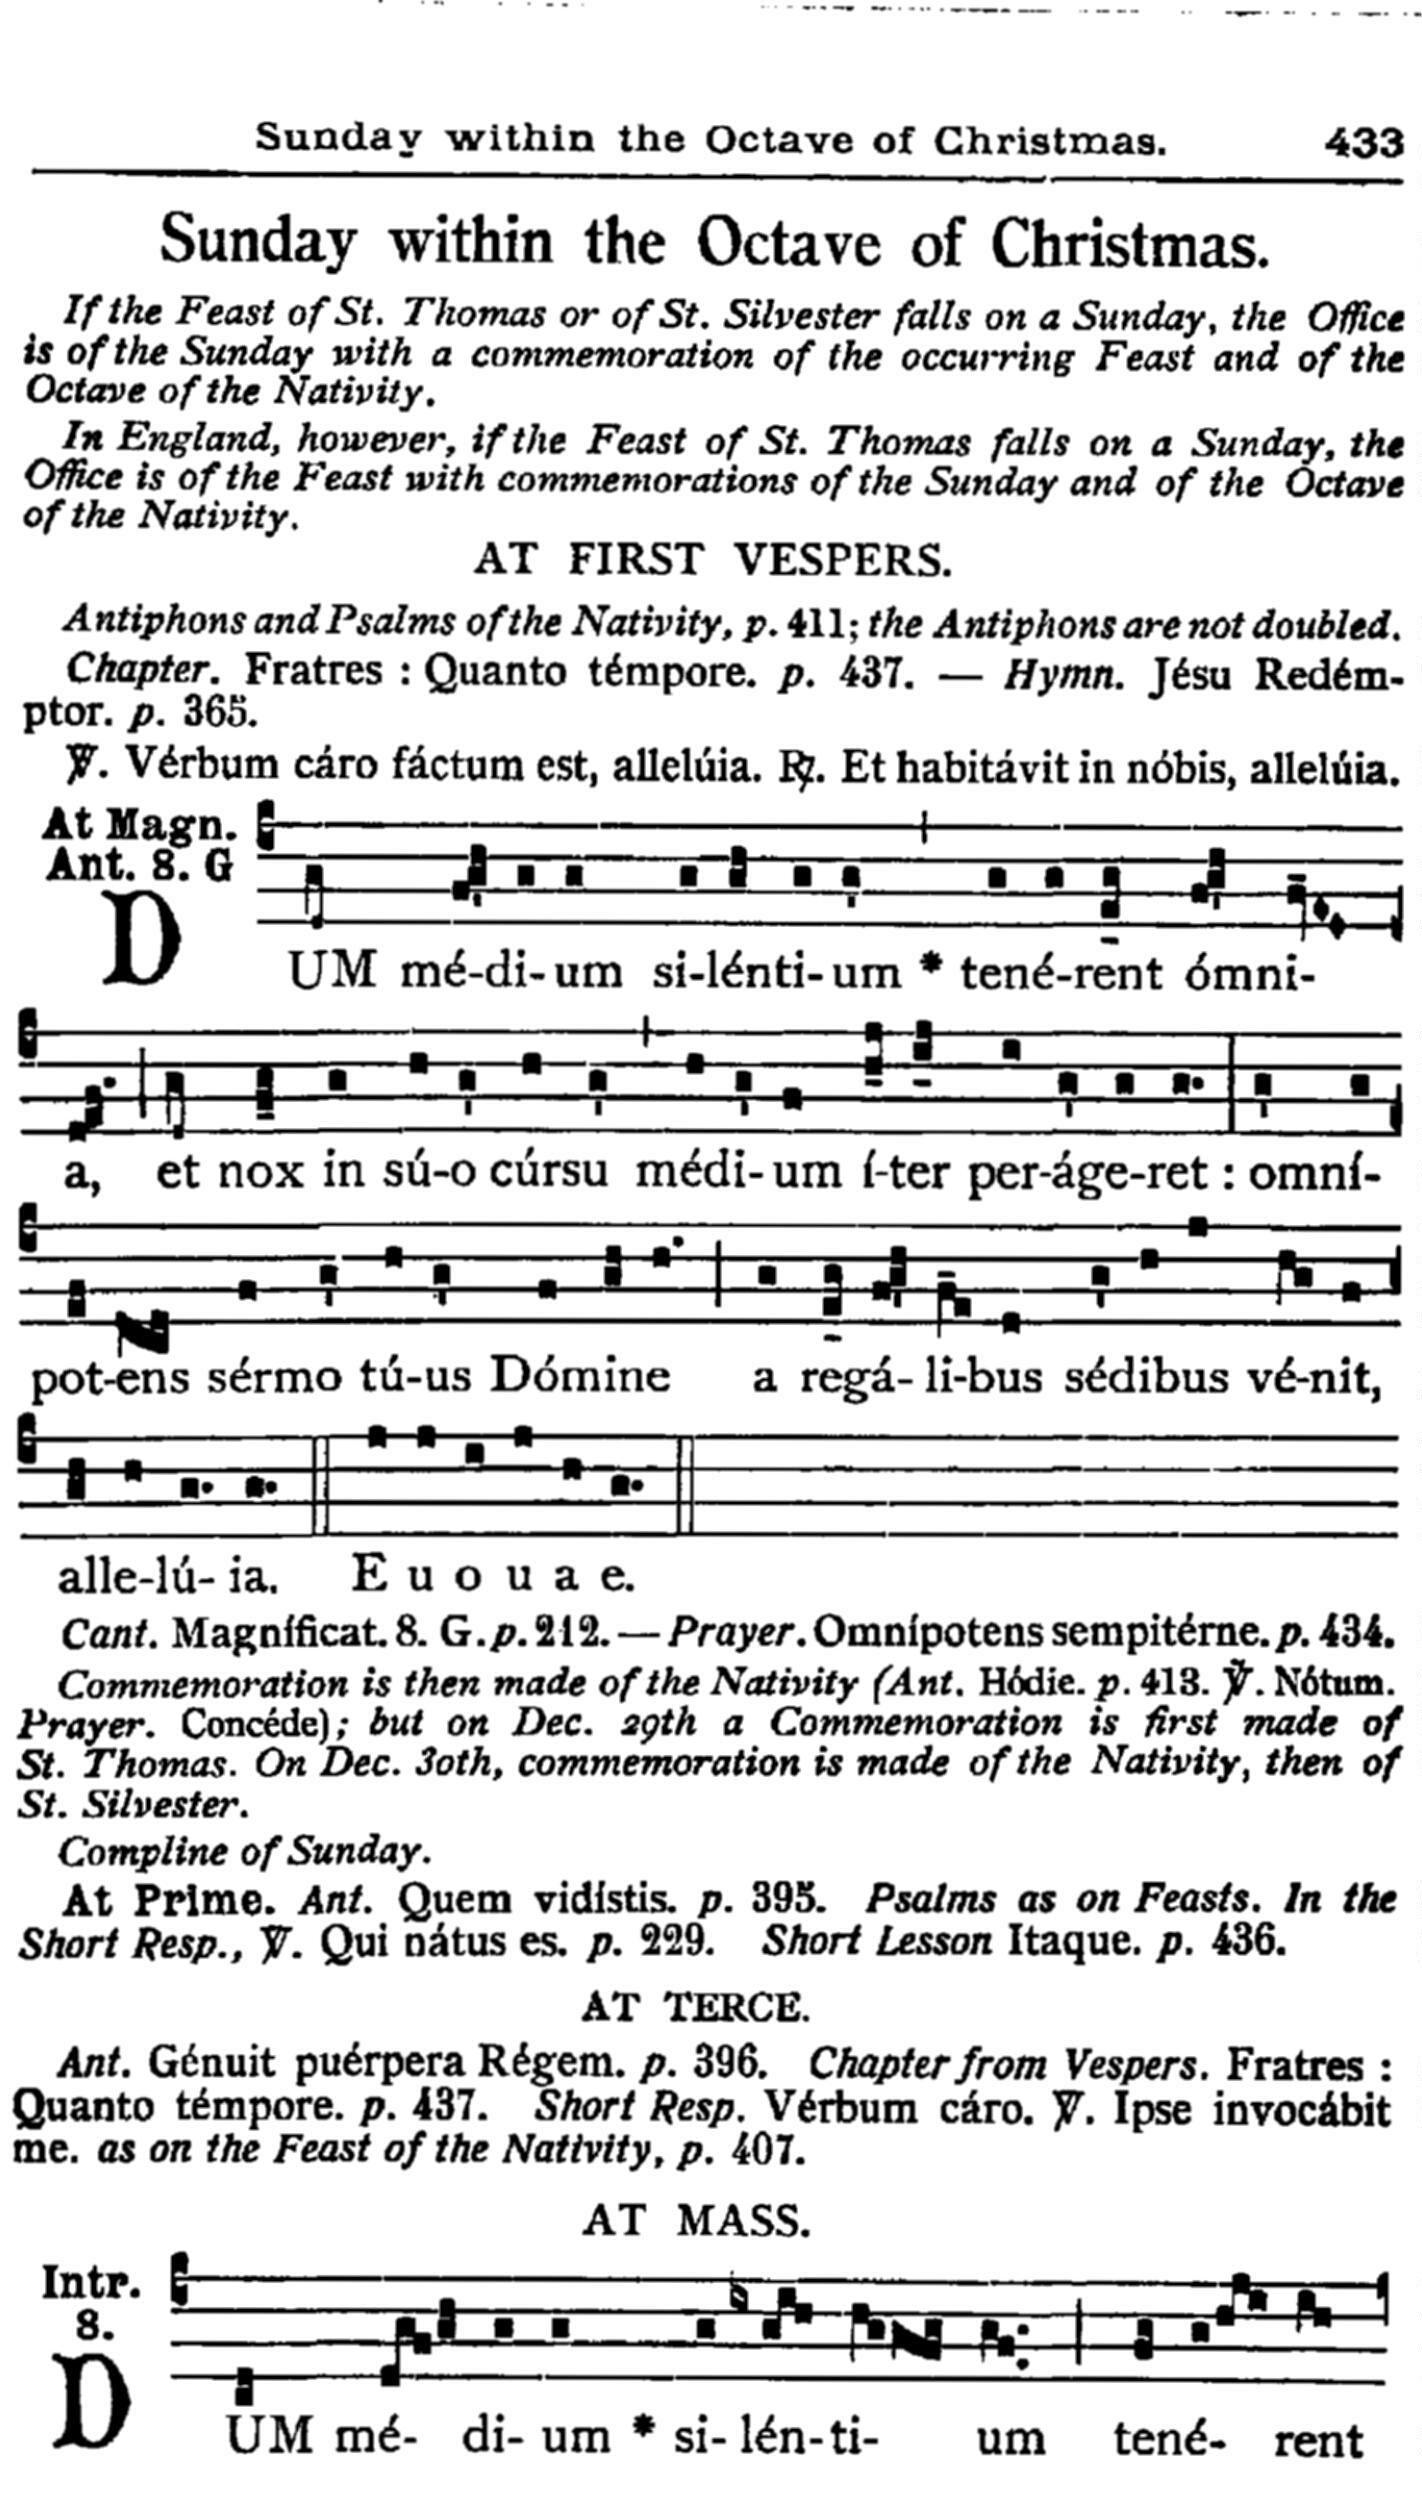 Sunday within the Octave of Christmas. 433
Sunday within the Octave of Christmas.
If the Feast of St. Thomas or of St. Silvester falls on a Sunday, the Office
is of the Sunday with a commemoration of the occurring Feast and of the
Octave of the Nativity.
In England, however, if the Feast of St. Thomas falls on a Sunday, the
Office is of the Feast with commemorations of the Sunday and of the Octave
of the Nativity.
AT FIRST VESPERS.
Antiphons and Psalms of the Nativity, p. 411; the Antiphons are not doubled.
Chapter. Fratres : Quanto témpore. p. 437. — Hymn. Jésu Redém-
ptor. p. 365.
℣. Vérbum cáro fáctum est, allelúia. ℟. Et habitávit in nóbis, allelúia.
At Magn.
Ant. 8. G
DUM mé-di-um si-lénti-um * tené-rent ómni-
a, et nox in sú-o cúrsu médi-um í-ter per-áge-ret : omní-
pot-ens sérmo tú-us Dómine a regá-li-bus sédibus vé-nit,
alle-lú-ia. E u o u a e.
Cant. Magníficat. 8. G. p. 212. — Prayer. Omnípotens sempitérne. p. 434.
Commemoration is then made of the Nativity (Ant. Hódie. p. 413. ℣. Nótum.
Prayer. Concéde); but on Dec. 29th a Commemoration is first made of
St. Thomas. On Dec. 30th, commemoration is made of the Nativity, then of
St. Silvester.
Compline of Sunday.
At Prime. Ant. Quem vidístis. p. 395. Psalms as on Feasts. In the
Short Resp., ℣. Qui nátus es. p. 229. Short Lesson Itaque. p. 436.
AT TERCE.
Ant. Génuit puérpera Régem. p. 396. Chapter from Vespers. Fratres :
Quanto témpore. p. 437. Short Resp. Vérbum cáro. ℣. Ipse invocábit
me. as on the Feast of the Nativity, p. 407.
AT MASS.
Intr.
8.
DUM mé- di- um * si- lén-ti- um tené- rent